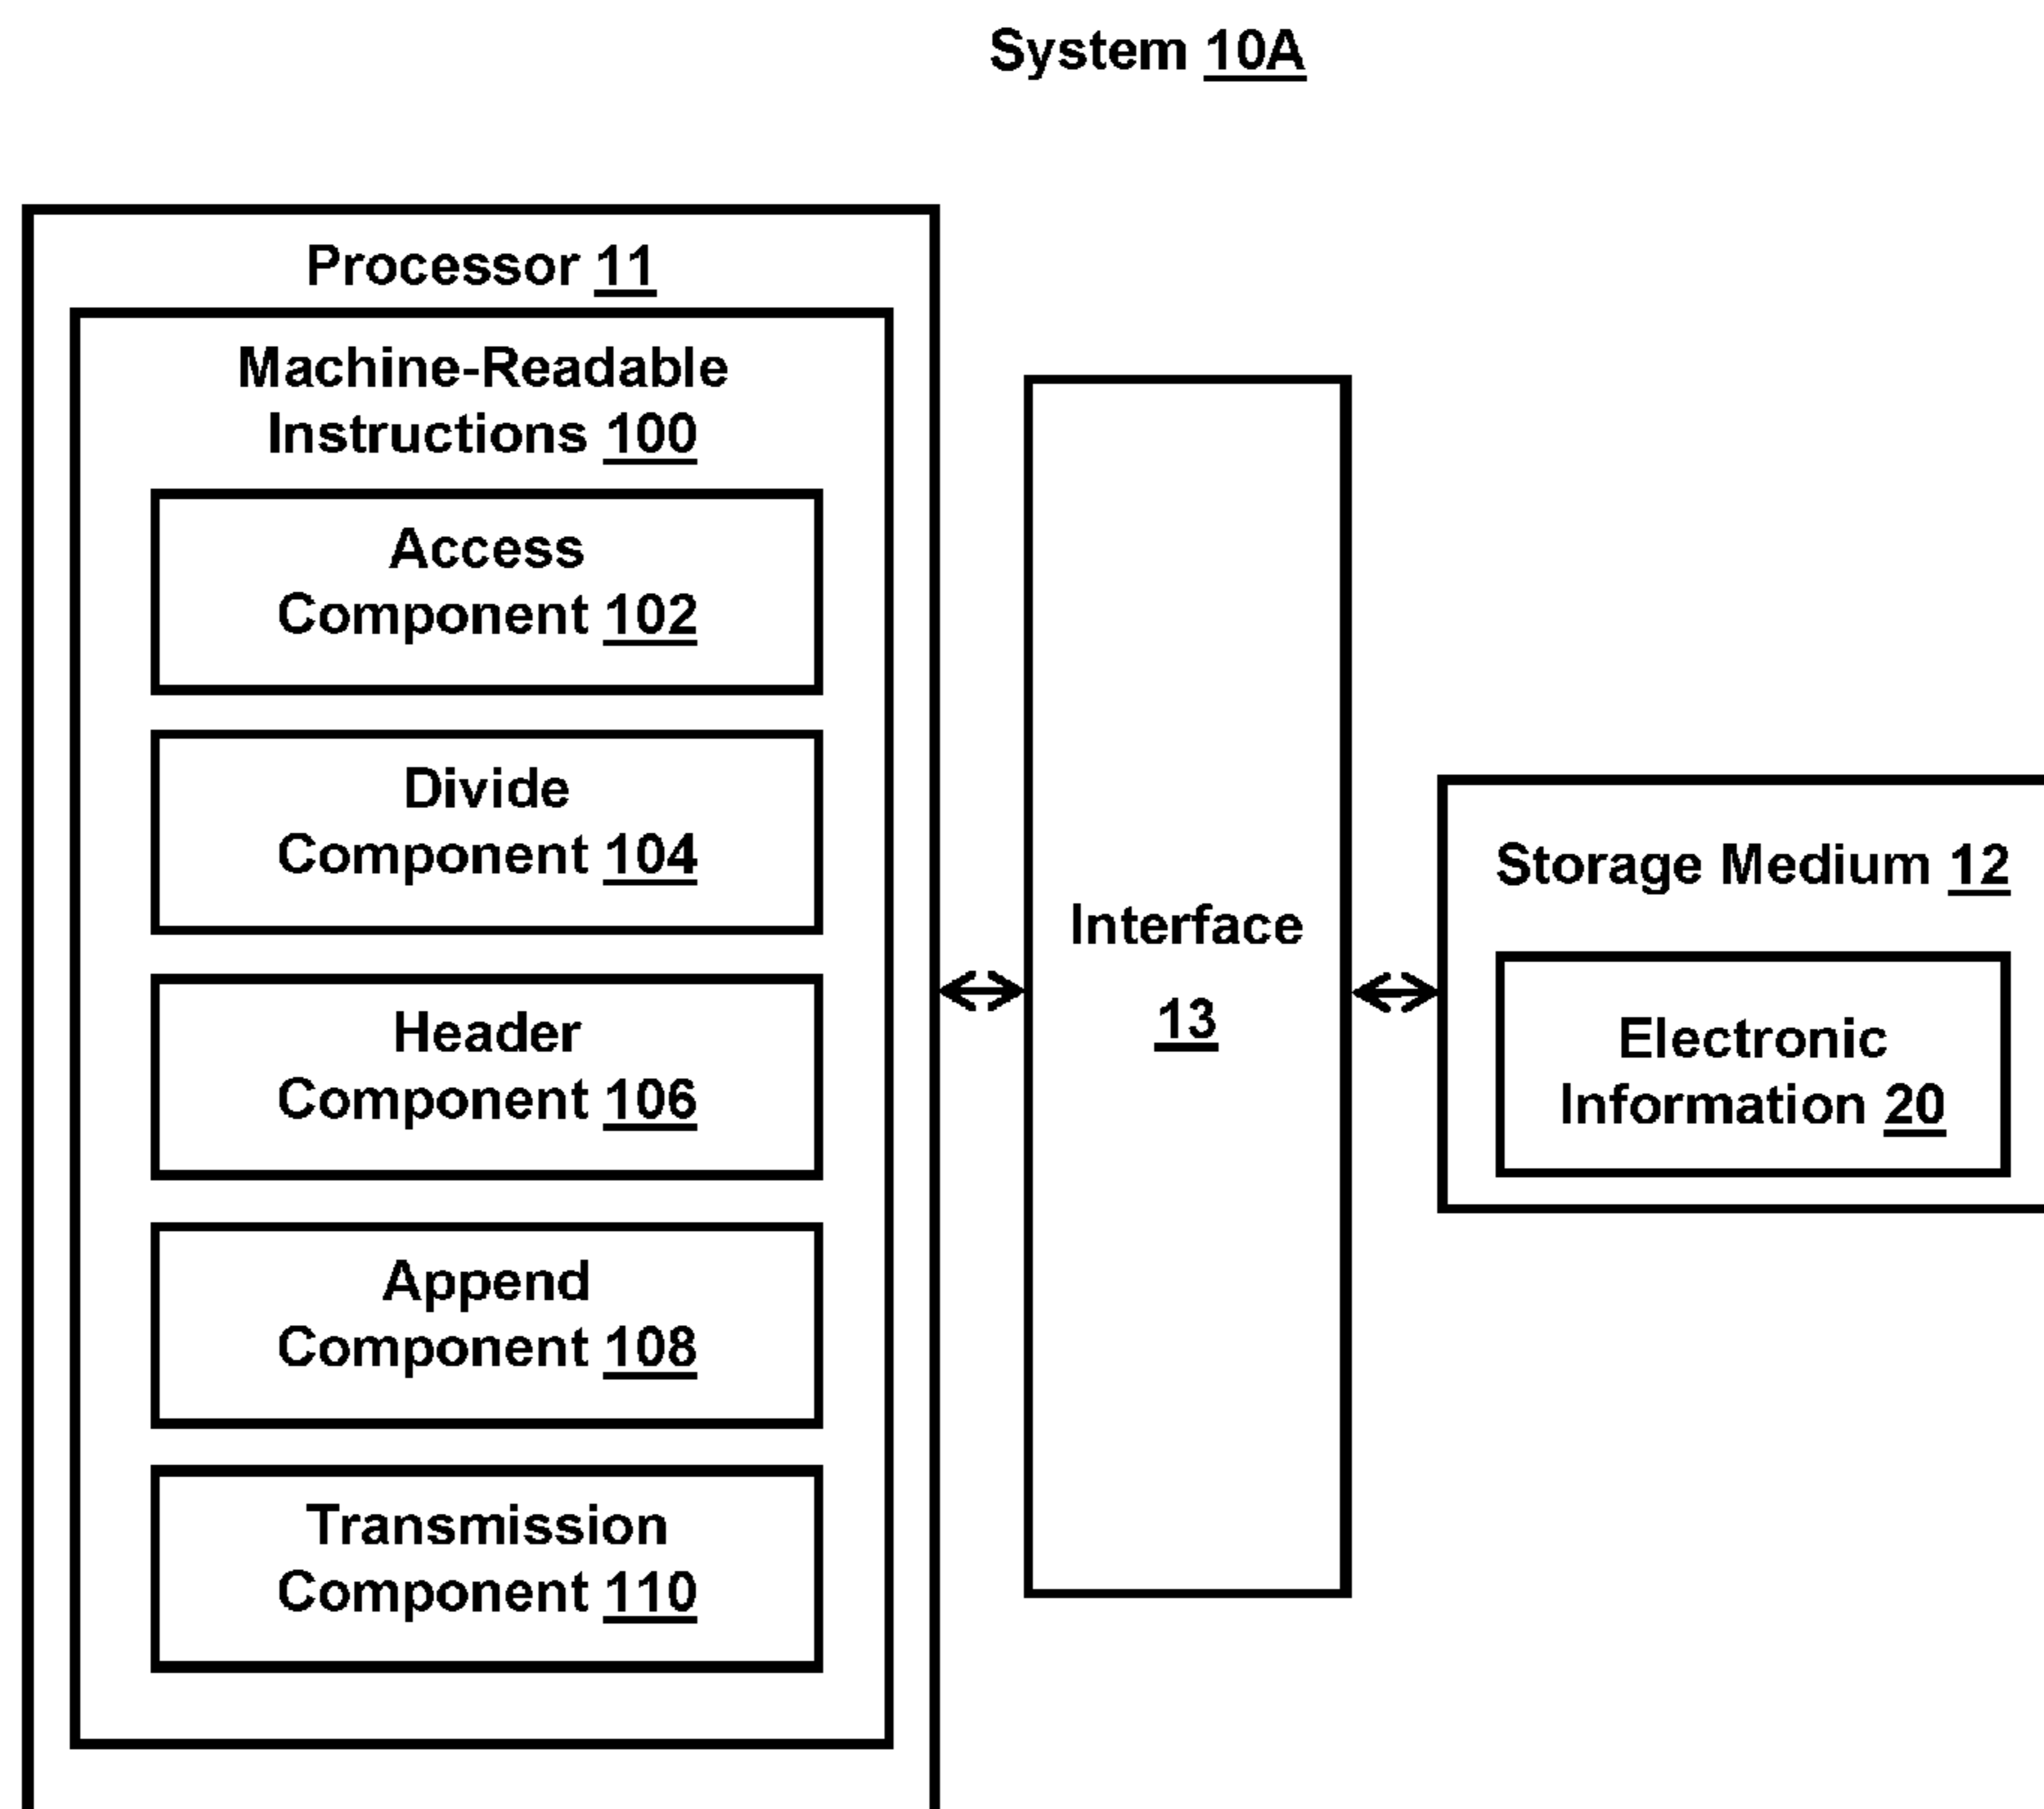 System 10A
Processor 11
Machine-Readable
Instructions 100
Access
Component 102
Divide
Component 104
Header
Component 106
Append
Component 108
Transmission
Component 110
Interface
13
Storage Medium 12
Electronic
Information 20